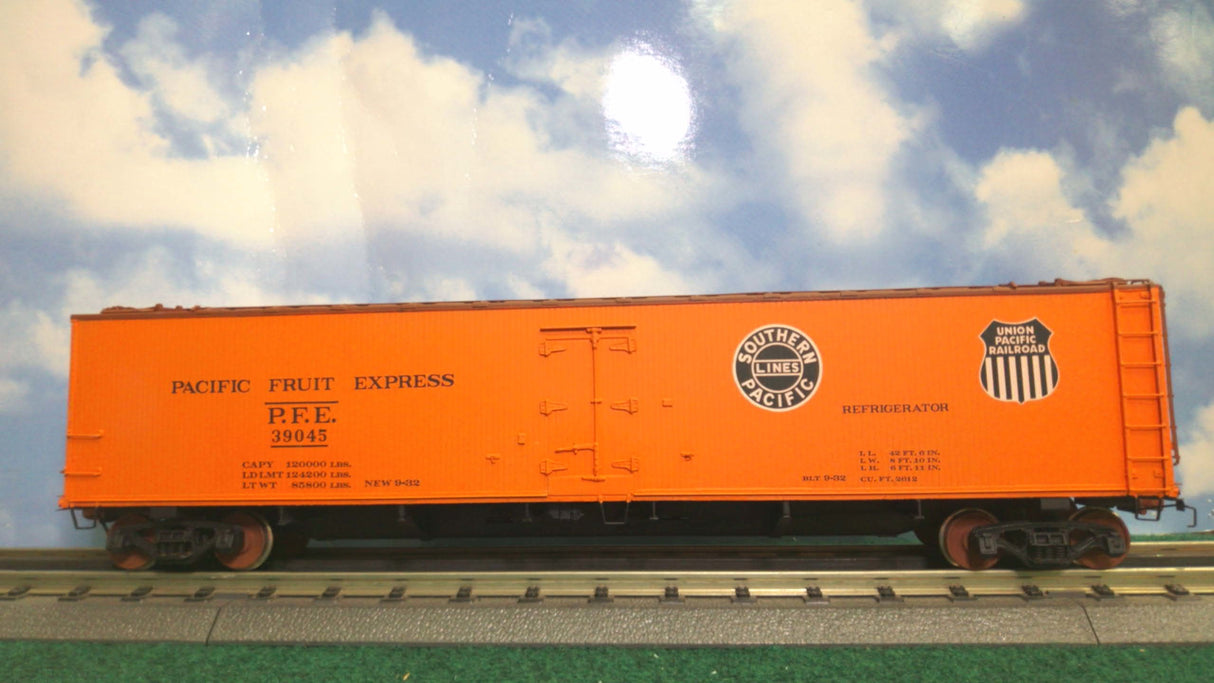 PACIFIC FRUIT EXPRESS
P.F.E.
39045
CAPY 120000 LBS.
LD LMT 124200 LBS.
LT WT 85800 LBS. NEW 9-32
SOUTHERN
LINES
PACIFIC
UNION
PACIFIC
RAILROAD
REFRIGERATOR
I. L. 42 FT. 6 IN.
I. W. 8 FT. 10 IN.
I. H. 6 FT. 11 IN.
BLT 9-32 CU. FT. 2612